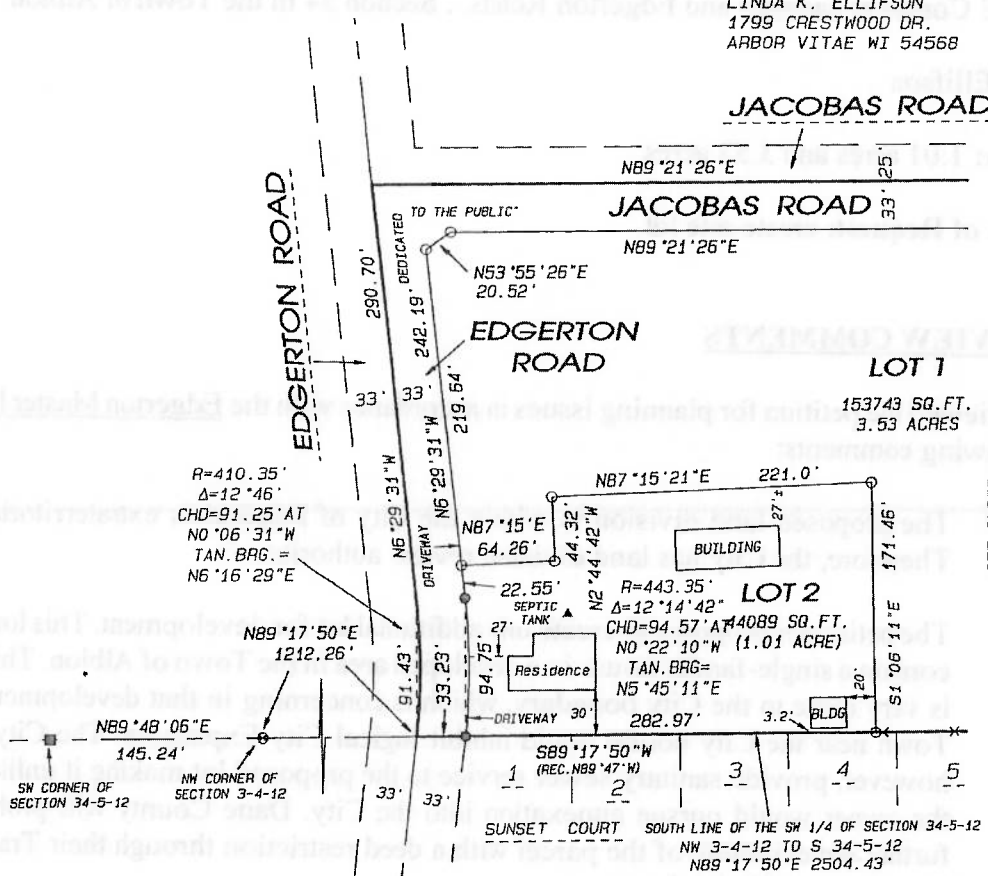 LINDA K. ELLIFSON
1799 CRESTWOOD DR.
ARBOR VITAE WI 54568
JACOBAS ROAD
N89°21'26"E
33'.25'
JACOBAS ROAD
TO THE PUBLIC"
DEDICATED
N89°21'26"E
N53°55'26"E
20.52'
EDGERTON ROAD
290.70'
242.19'
EDGERTON
ROAD
219.64'
33'
33'
N6°29'31"W
N6°29'31"W
LOT 1
153743 SQ.FT.
3.53 ACRES
R=410.35'
Δ=12°46'
CHD=91.25'AT
N0°06'31"W
TAN.BRG.=
N6°16'29"E
DRIVEWAY
N87°15'E
64.26'
44.32'
N2°44'42"W
N87°15'21"E
221.0'
27'±
BUILDING
171.46'
22.55'
SEPTIC
TANK
27'
R=443.35'
Δ=12°14'42"
CHD=94.57'AT
N0°22'10"W
TAN.BRG=
N5°45'11"E
LOT 2
44089 SQ.FT.
(1.01 ACRE)
Residence
30'
N89°17'50"E
1212.26'
91.43'
33.23'
94.75'
DRIVEWAY
282.97'
3.2'
BLDG
20'
N89°48'06"E
145.24'
S89°17'50"W
(REC.N89°47'W)
SW CORNER OF
SECTION 34-5-12
NW CORNER OF
SECTION 3-4-12
33'
33'
1
2
3
4
5
SUNSET COURT
SOUTH LINE OF THE SW 1/4 OF SECTION 34-5-12
NW 3-4-12 TO S 34-5-12
N89°17'50"E 2504.43'